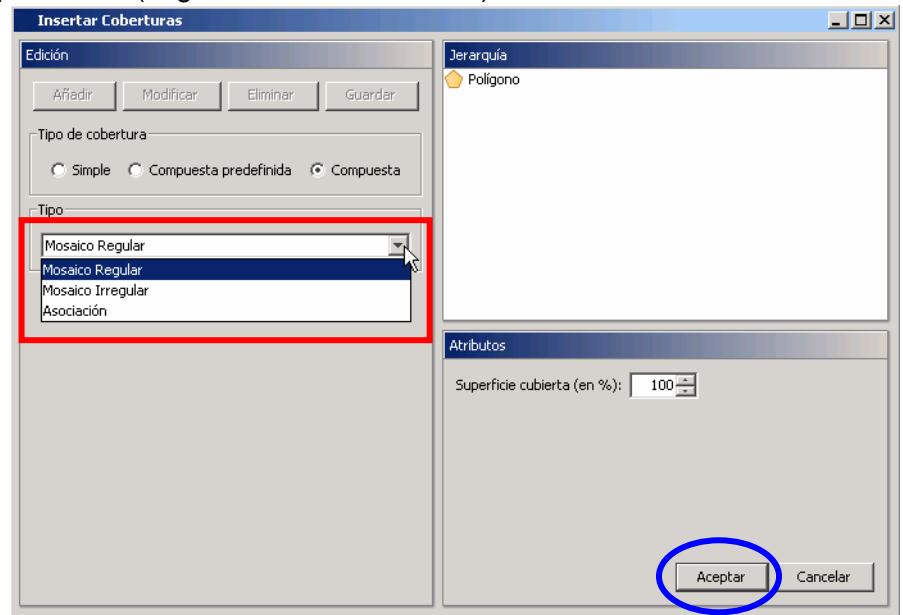 Insertar Coberturas
Edición
Añadir Modificar Eliminar Guardar
Tipo de cobertura
Simple Compuesta predefinida Compuesta
Tipo
Mosaico Regular
Mosaico Regular
Mosaico Irregular
Asociación
Jerarquía
Polígono
Atributos
Superficie cubierta (en %): 100
Aceptar Cancelar